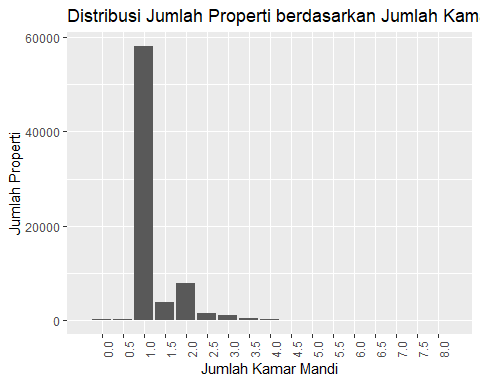 Distribusi Jumlah Properti berdasarkan Jumlah Kam
60000
40000
20000
0
Jumlah Properti
0.0 0.5 1.0 1.5 2.0 2.5 3.0 3.5 4.0 4.5 5.0 5.5 6.0 6.5 7.0 7.5 8.0
Jumlah Kamar Mandi